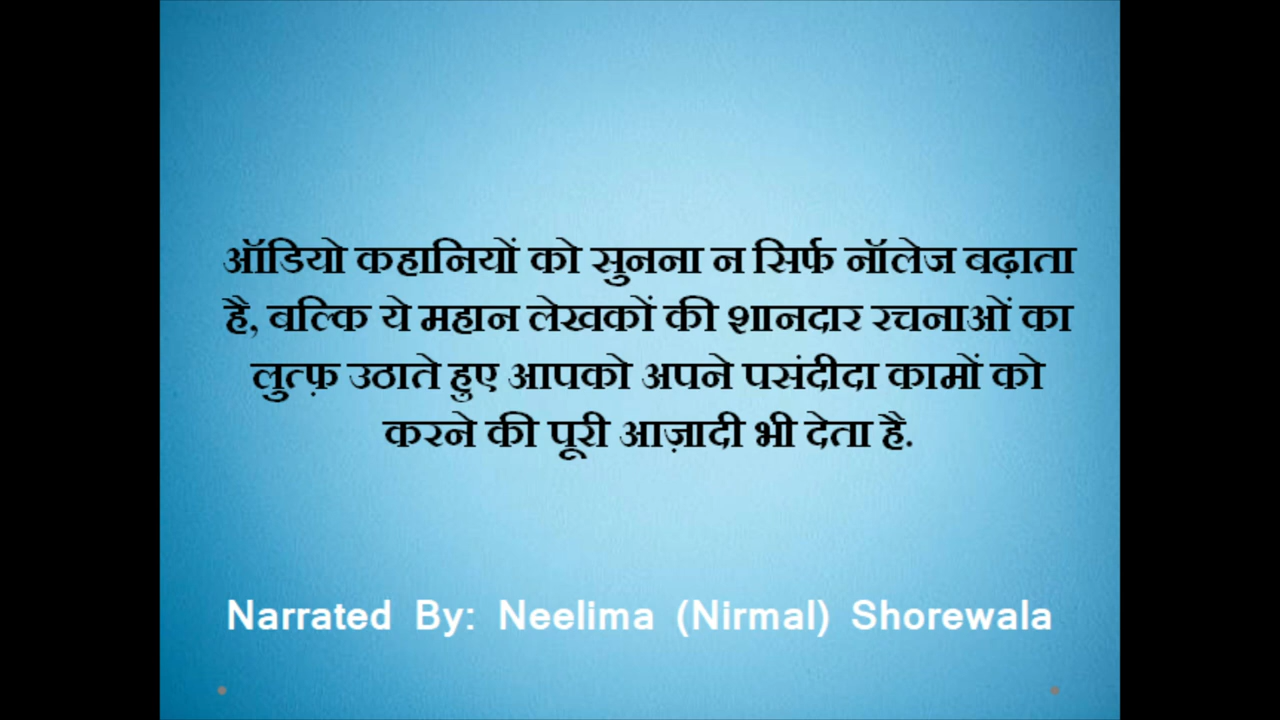 ऑडियो कहानियों को सुनना न सिर्फ नॉलेज बढ़ाता
है, बल्कि ये महान लेखकों की शानदार रचनाओं का
लुत्फ़ उठाते हुए आपको अपने पसंदीदा कामों को
करने की पूरी आज़ादी भी देता है.
Narrated By: Neelima (Nirmal) Shorewala